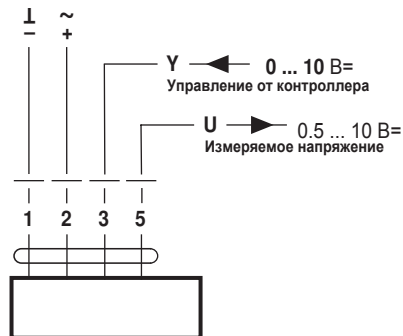 ⊥ ~
– +
Y 0 ... 10 В=
Управление от контроллера
U 0.5 ... 10 В=
Измеряемое напряжение
1 2 3 5